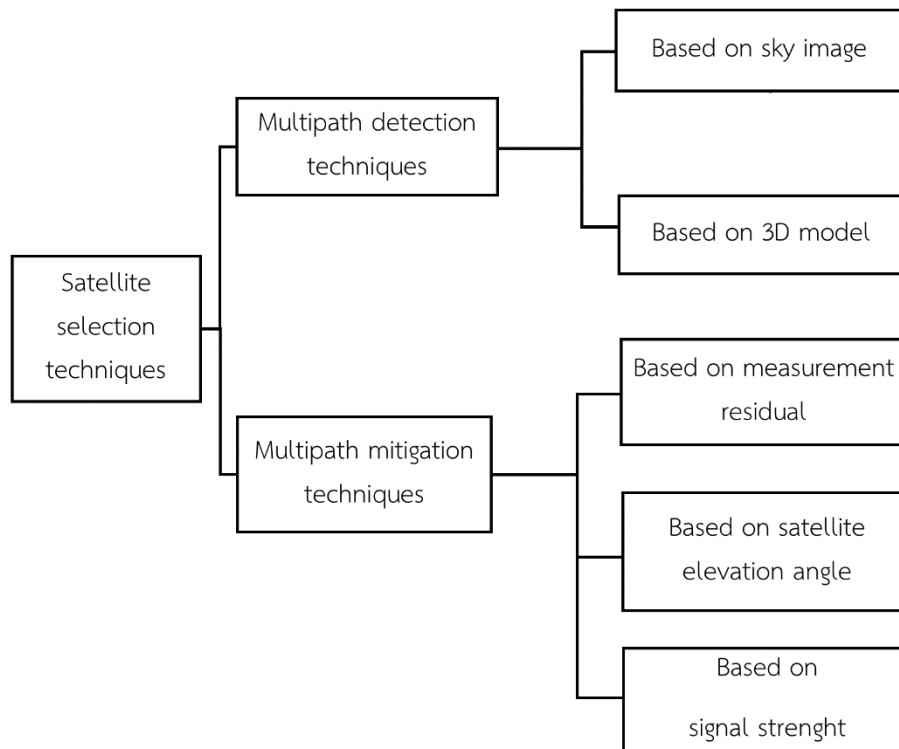 Satellite
selection
techniques
Multipath detection
techniques
Based on sky image
Based on 3D model
Multipath mitigation
techniques
Based on measurement
residual
Based on satellite
elevation angle
Based on
signal strenght